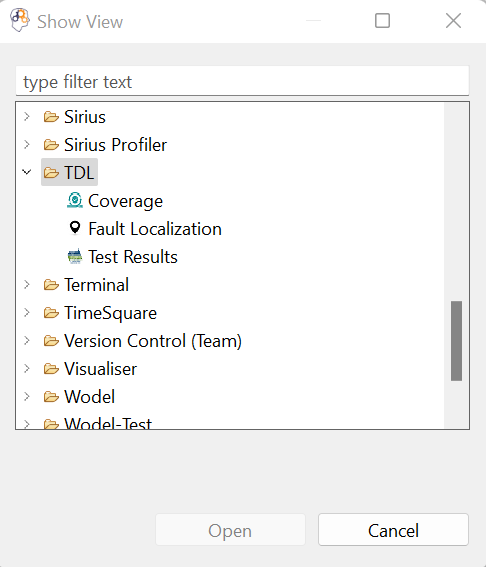 Show View
type filter text
Sirius
Sirius Profiler
TDL
Coverage
Fault Localization
Test Results
Terminal
TimeSquare
Version Control (Team)
Visualiser
Wodel
Wodel-Test
Open
Cancel